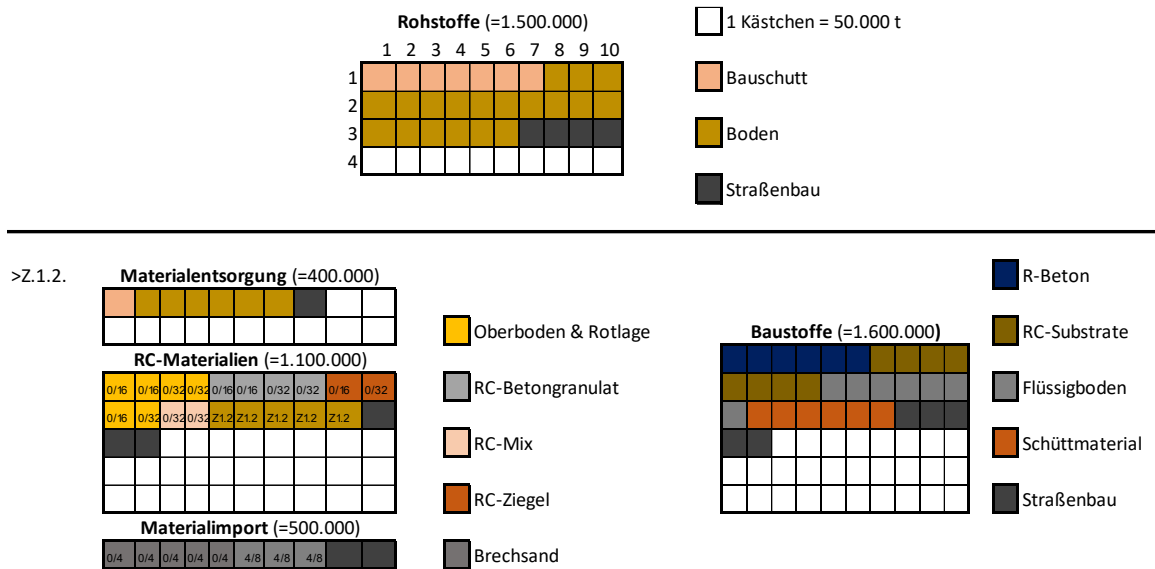 Rohstoffe (=1.500.000)
1 Kästchen = 50.000 t
1 2 3 4 5 6 7 8 9 10
1
Bauschutt
2
Boden
3
4
Straßenbau
>Z.1.2.
Materialentsorgung (=400.000)
R-Beton
Oberboden & Rotlage
Baustoffe (=1.600.000)
RC-Substrate
RC-Materialien (=1.100.000)
0/16 0/16 0/32 0/32 0/16 0/16 0/32 0/32 0/16 0/32
RC-Betongranulat
Flüssigboden
0/16 0/32 0/32 0/32 Z1.2 Z1.2 Z1.2 Z1.2 Z1.2
RC-Mix
Schüttmaterial
RC-Ziegel
Straßenbau
Materialimport (=500.000)
0/4 0/4 0/4 0/4 0/4 4/8 4/8 4/8
Brechsand